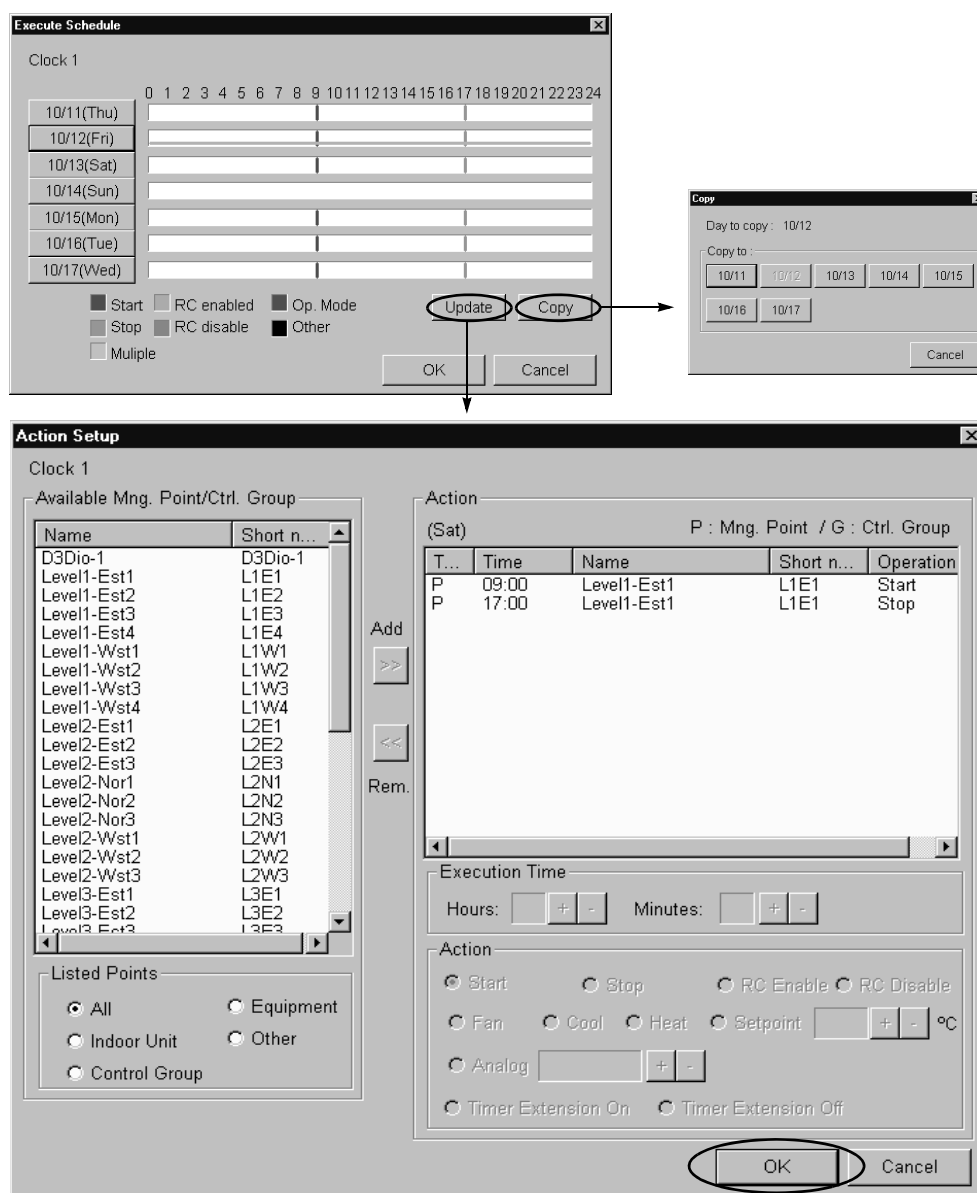 Execute Schedule
Clock 1
0 1 2 3 4 5 6 7 8 9 10 11 12 13 14 15 16 17 18 19 20 21 22 23 24
10/11(Thu)
10/12(Fri)
10/13(Sat)
10/14(Sun)
10/15(Mon)
10/16(Tue)
10/17(Wed)
Start RC enabled Op. Mode
Stop RC disable Other
Muliple
Update Copy
OK Cancel
Copy
Day to copy : 10/12
Copy to :
10/11 10/12 10/13 10/14 10/15
10/16 10/17
Cancel
Action Setup
Clock 1
Available Mng. Point/Ctrl. Group
Name Short n...
D3Dio-1 D3Dio-1
Level1-Est1 L1E1
Level1-Est2 L1E2
Level1-Est3 L1E3
Level1-Est4 L1E4
Level1-Wst1 L1W1
Level1-Wst2 L1W2
Level1-Wst3 L1W3
Level1-Wst4 L1W4
Level2-Est1 L2E1
Level2-Est2 L2E2
Level2-Est3 L2E3
Level2-Nor1 L2N1
Level2-Nor2 L2N2
Level2-Nor3 L2N3
Level2-Wst1 L2W1
Level2-Wst2 L2W2
Level2-Wst3 L2W3
Level3-Est1 L3E1
Level3-Est2 L3E2
Level3-Est3 L3E3
Listed Points
All Equipment
Indoor Unit Other
Control Group
Add
>>
<<
Rem.
Action
(Sat) P : Mng. Point / G : Ctrl. Group
T... Time Name Short n... Operation
P 09:00 Level1-Est1 L1E1 Start
P 17:00 Level1-Est1 L1E1 Stop
Execution Time
Hours: + - Minutes: + -
Action
Start Stop RC Enable RC Disable
Fan Cool Heat Setpoint + - ºC
Analog + -
Timer Extension On Timer Extension Off
OK Cancel